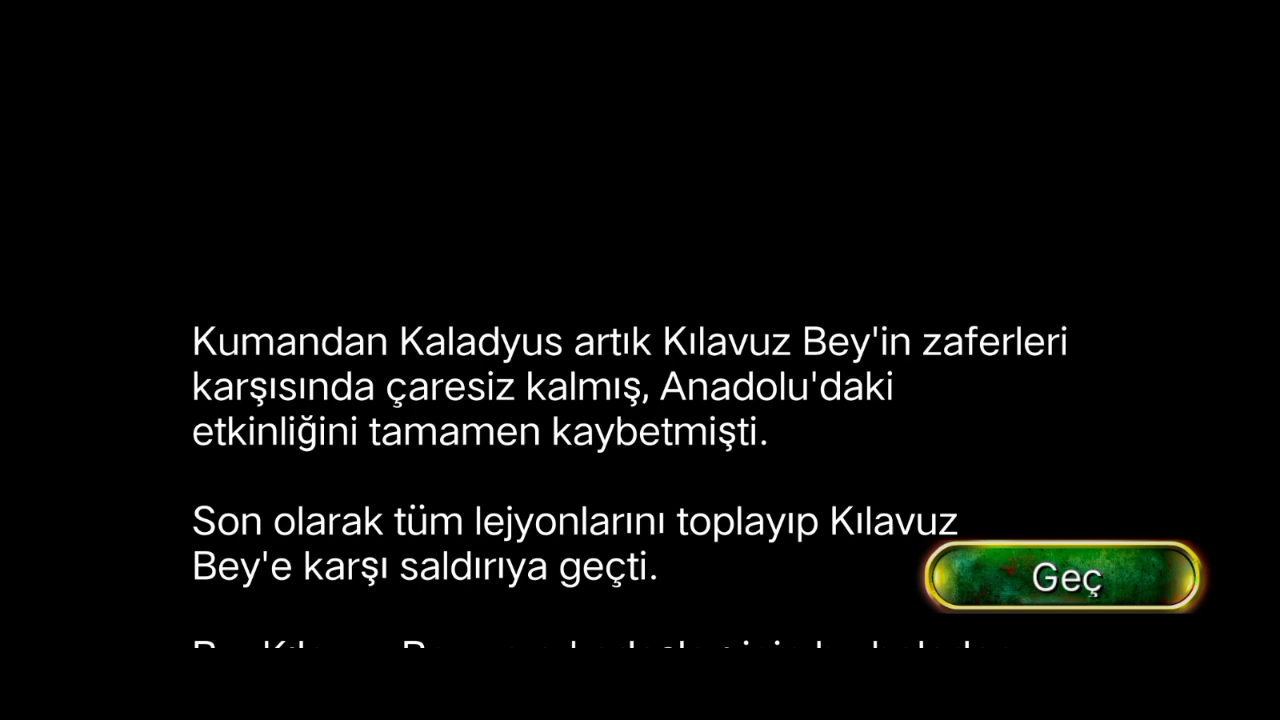 Kumandan Kaladyus artık Kılavuz Bey'in zaferleri
karşısında çaresiz kalmış, Anadolu'daki
etkinliğini tamamen kaybetmişti.
Son olarak tüm lejyonlarını toplayıp Kılavuz
Bey'e karşı saldırıya geçti.
Geç